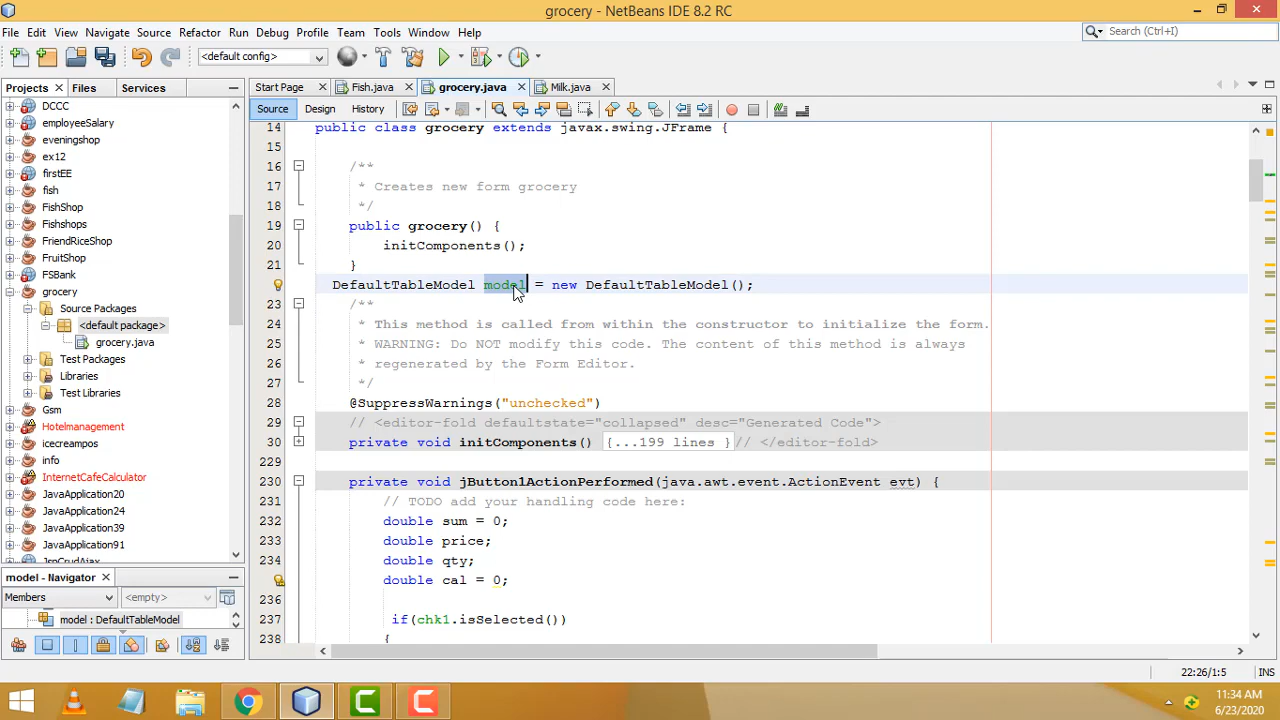 grocery - NetBeans IDE 8.2 RC
File Edit View Navigate Source Refactor Run Debug Profile Team Tools Window Help
Search (Ctrl+I)
<default config>
Projects Files Services
Start Page Fish.java grocery.java Milk.java
Source Design History
DCCC
employeeSalary
eveningshop
ex12
firstEE
fish
FishShop
Fishshops
FriendRiceShop
FruitShop
FSBank
grocery
Source Packages
<default package>
grocery.java
Test Packages
Libraries
Test Libraries
Gsm
Hotelmanagement
icecreampos
info
InternetCafeCalculator
JavaApplication20
JavaApplication24
JavaApplication39
JavaApplication91
JspCrudAjax
model - Navigator
Members <empty>
model : DefaultTableModel
14 public class grocery extends javax.swing.JFrame {
15
16 /**
17 * Creates new form grocery
18 */
19 public grocery() {
20 initComponents();
21 }
DefaultTableModel model = new DefaultTableModel();
23 /**
24 * This method is called from within the constructor to initialize the form.
25 * WARNING: Do NOT modify this code. The content of this method is always
26 * regenerated by the Form Editor.
27 */
28 @SuppressWarnings("unchecked")
29 // <editor-fold defaultstate="collapsed" desc="Generated Code">
30 private void initComponents() {...199 lines }// </editor-fold>
229
230 private void jButton1ActionPerformed(java.awt.event.ActionEvent evt) {
231 // TODO add your handling code here:
232 double sum = 0;
233 double price;
234 double qty;
double cal = 0;
236
237 if(chk1.isSelected())
238 {
22:26/1:5 INS
11:34 AM
6/23/2020